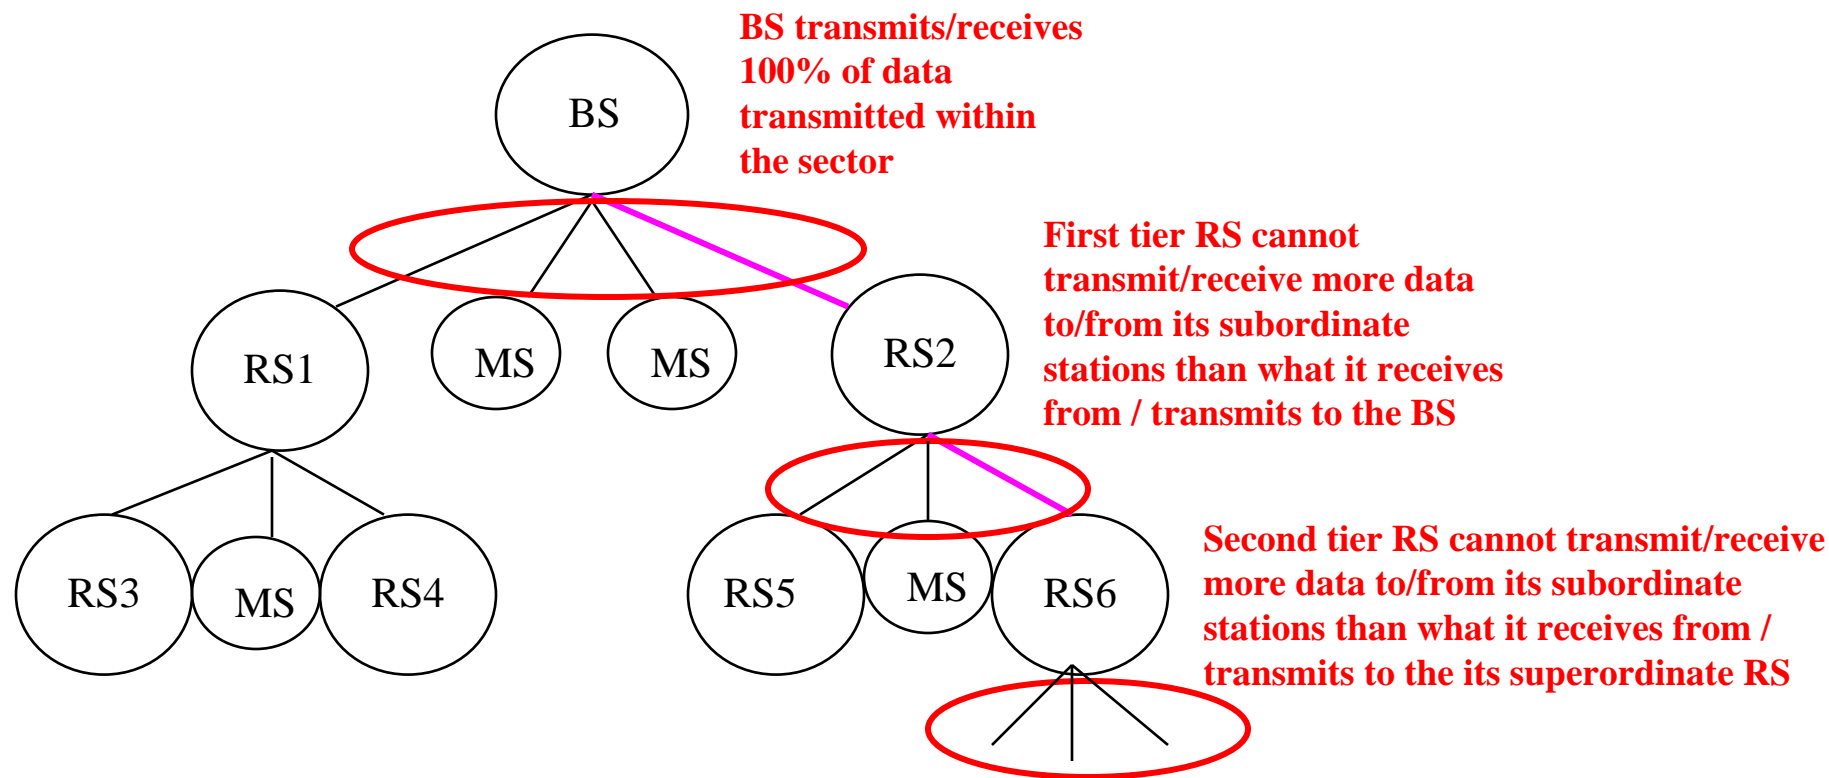 BS transmits/receives
100% of data
transmitted within
the sector
BS
First tier RS cannot
transmit/receive more data
to/from its subordinate
stations than what it receives
from / transmits to the BS
RS1
MS
MS
RS2
Second tier RS cannot transmit/receive
more data to/from its subordinate
stations than what it receives from /
transmits to the its superordinate RS
RS3
MS
RS4
RS5
MS
RS6